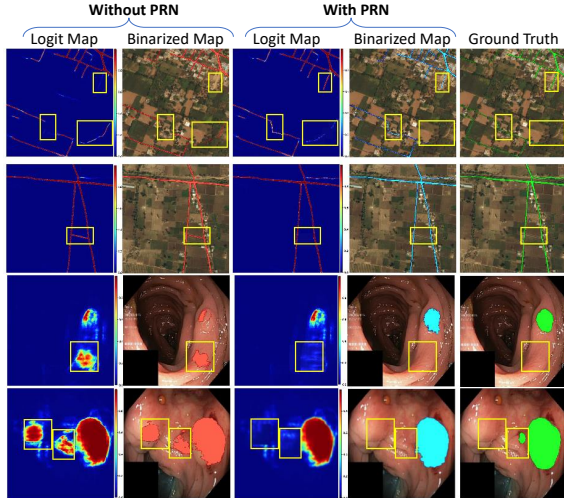 Without PRN
With PRN
Logit Map
Binarized Map
Logit Map
Binarized Map
Ground Truth